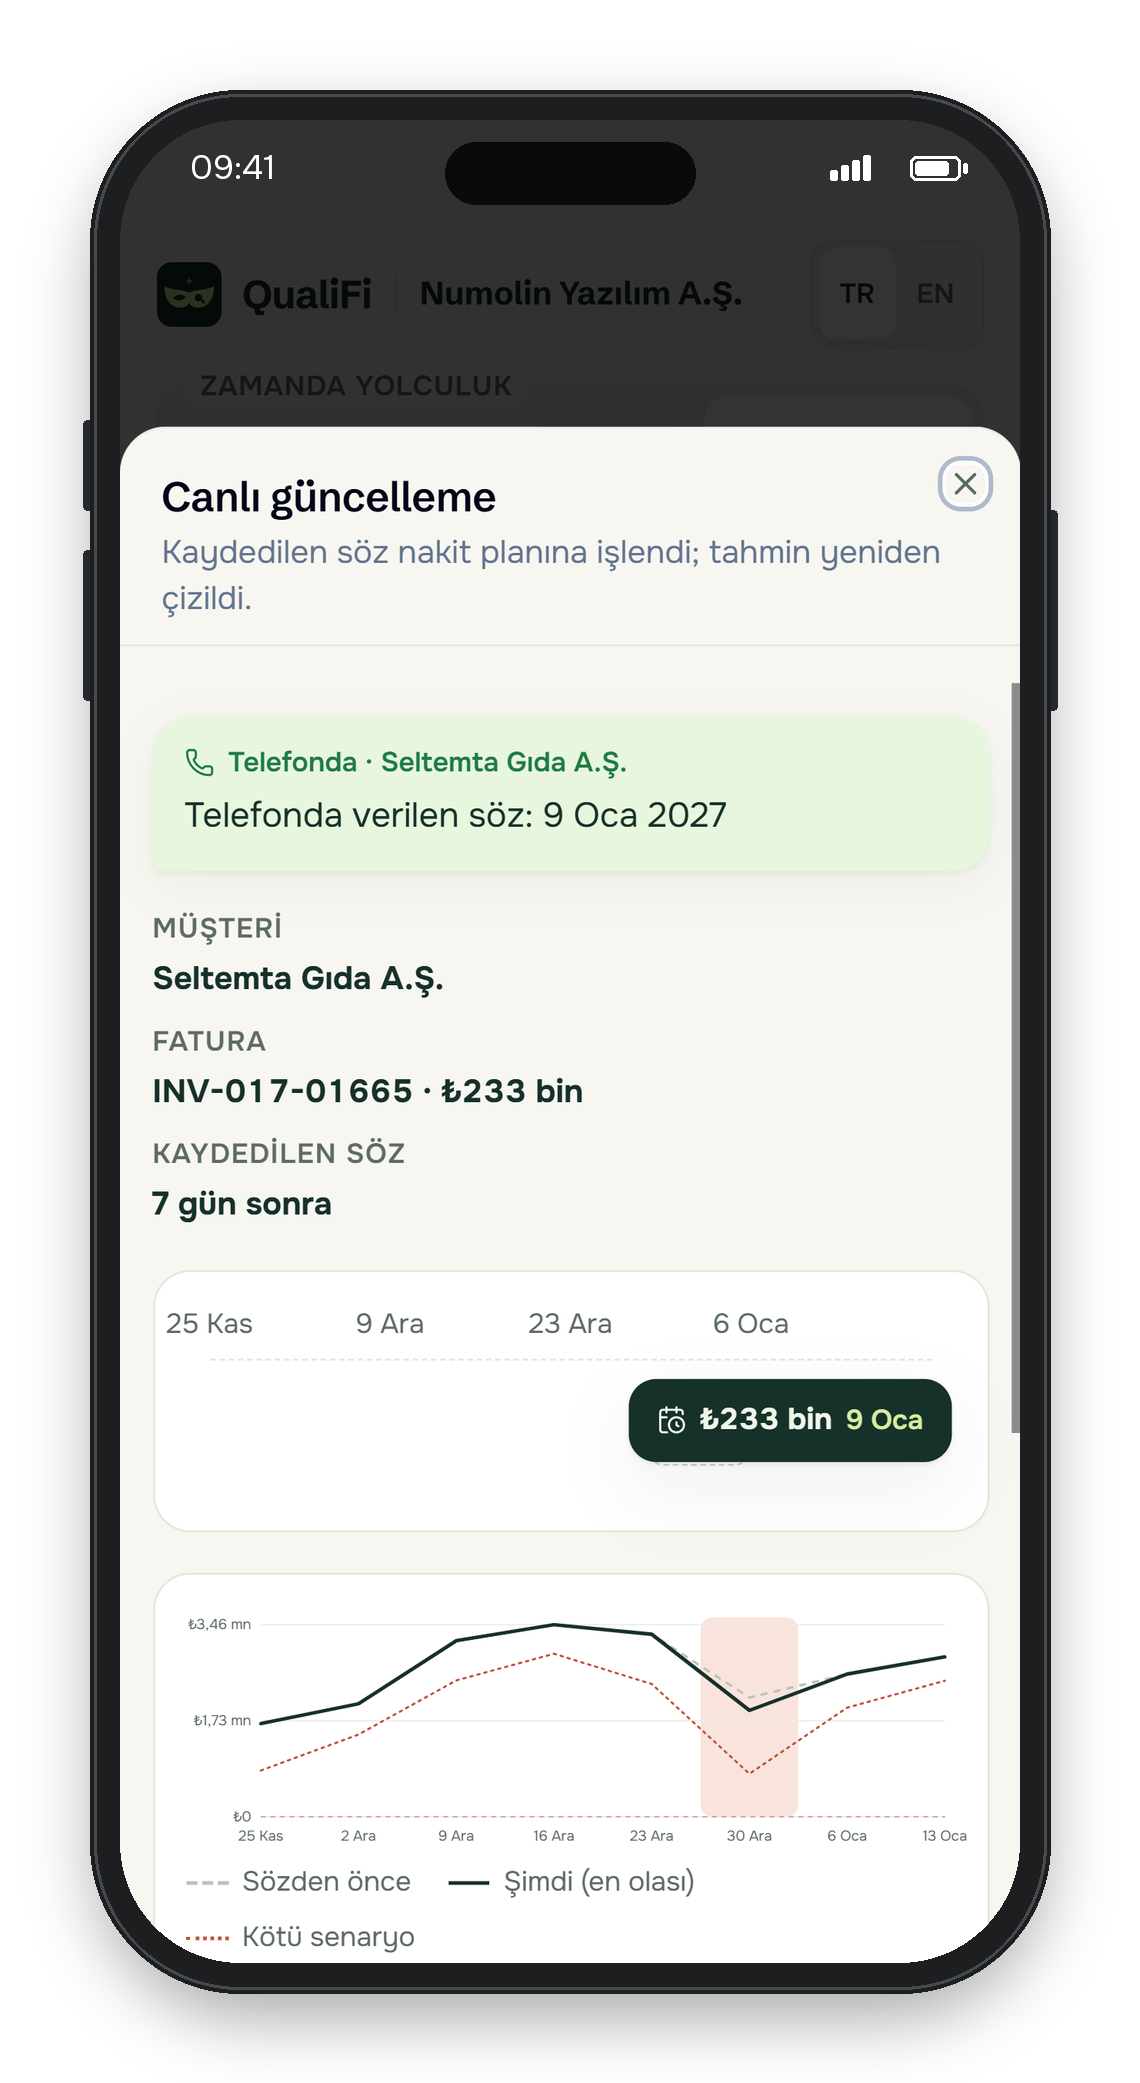 09:41
QualiFi
Numolin Yazılım A.Ş.
TR
EN
ZAMANDA YOLCULUK
Canlı güncelleme
Kaydedilen söz nakit planına işlendi; tahmin yeniden
çizildi.
Telefonda · Seltemta Gıda A.Ş.
Telefonda verilen söz: 9 Oca 2027
MÜŞTERİ
Seltemta Gıda A.Ş.
FATURA
INV-017-01665 · ₺233 bin
KAYDEDİLEN SÖZ
7 gün sonra
25 Kas 9 Ara 23 Ara 6 Oca
₺233 bin 9 Oca
₺3,46 mn
₺1,73 mn
₺0
25 Kas 2 Ara 9 Ara 16 Ara 23 Ara 30 Ara 6 Oca 13 Oca
Sözden önce Şimdi (en olası)
Kötü senaryo